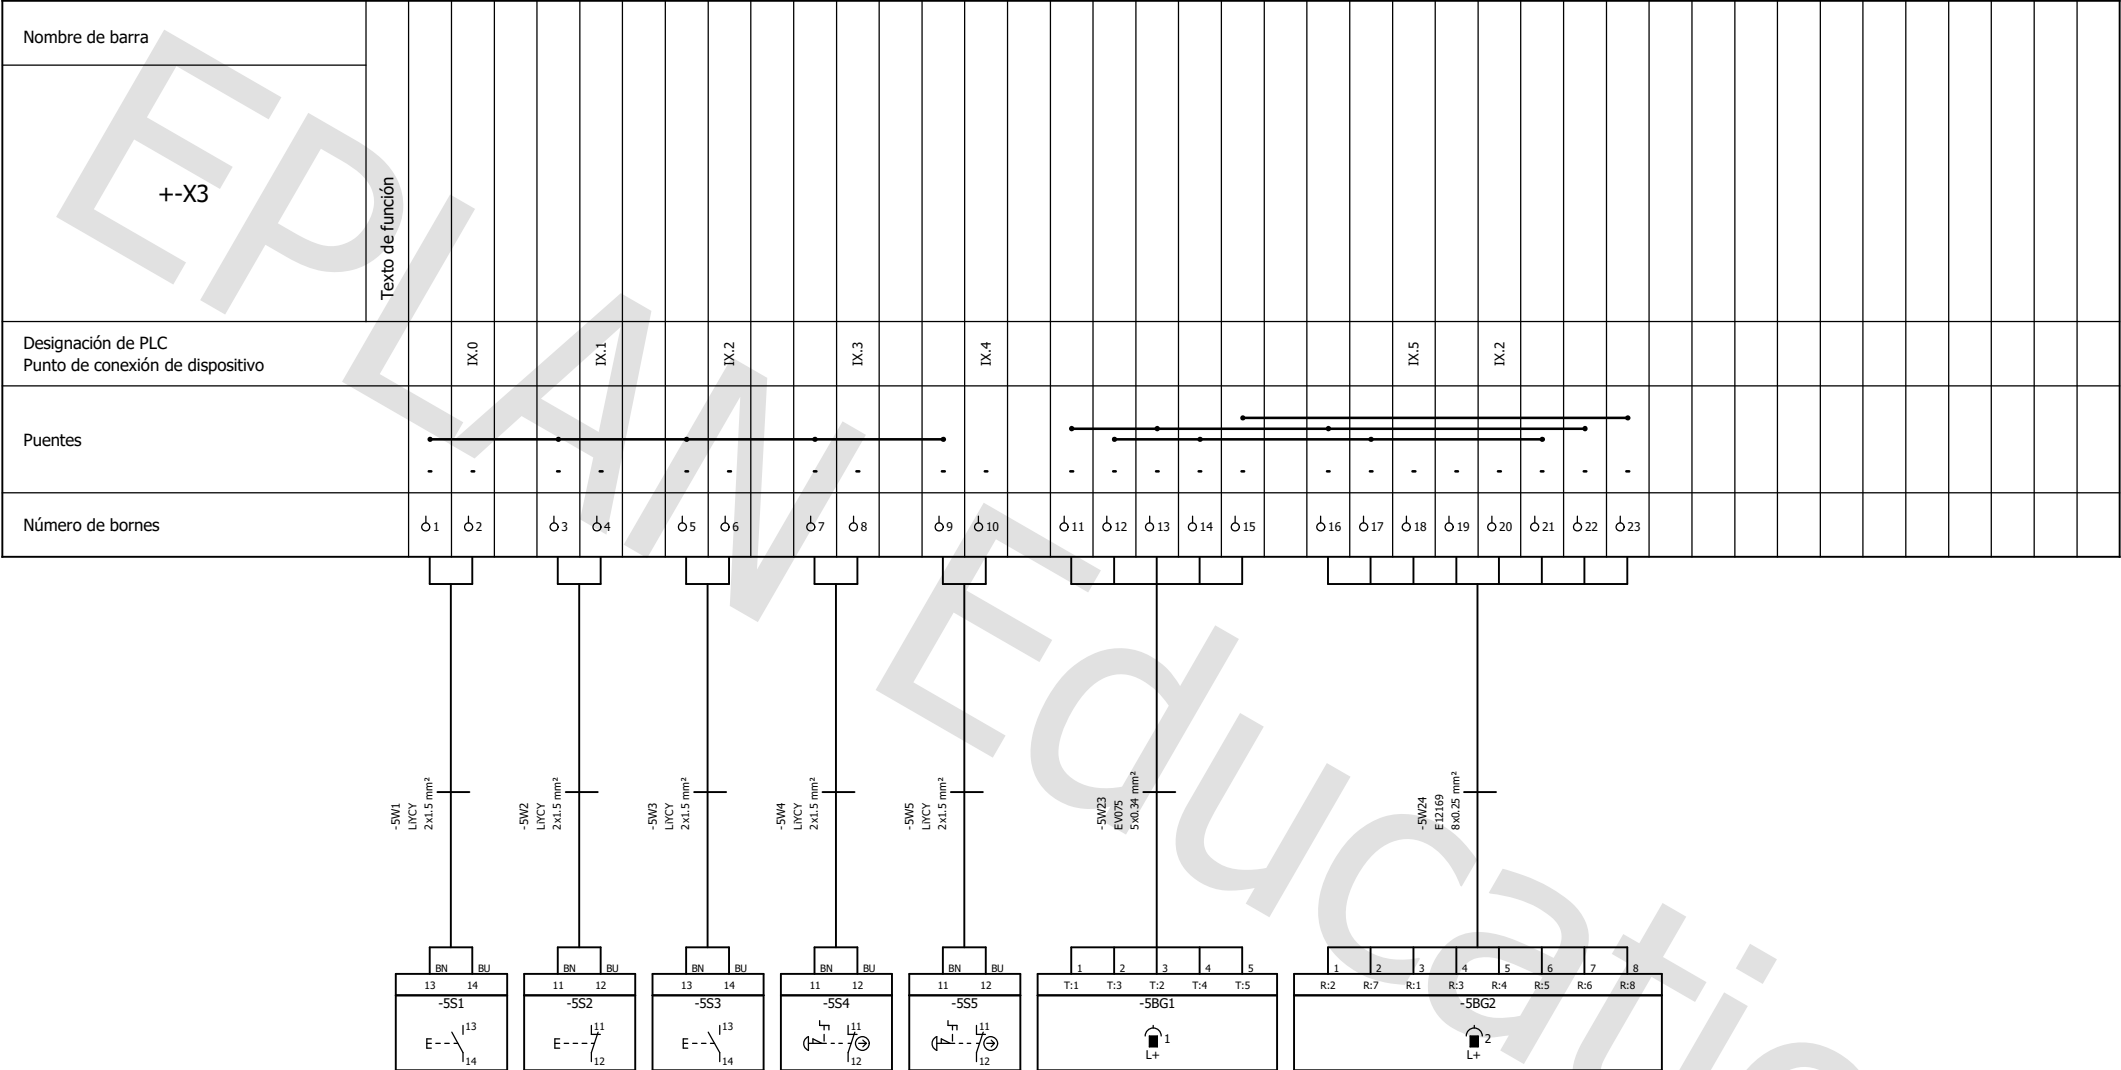 Nombre de barra
+-X3
Texto de función
Designación de PLC
Punto de conexión de dispositivo
IX.0 IX.1 IX.2 IX.3 IX.4 IX.5 IX.2
Puentes
- - - - - - - - - - - - - - - - - - - - - - -
Número de bornes
1 2 3 4 5 6 7 8 9 10 11 12 13 14 15 16 17 18 19 20 21 22 23
-5W1
LiYCY
2x1.5 mm²
-5W2
LiYCY
2x1.5 mm²
-5W3
LiYCY
2x1.5 mm²
-5W4
LiYCY
2x1.5 mm²
-5W5
LiYCY
2x1.5 mm²
-5W23
EV075
5x0.34 mm²
-5W24
E12169
8x0.25 mm²
BN BU BN BU BN BU BN BU BN BU 1 2 3 4 5 1 2 3 4 5 6 7 8
13 14 11 12 13 14 11 12 11 12 T:1 T:3 T:2 T:4 T:5 R:2 R:7 R:1 R:3 R:4 R:5 R:6 R:8
-5S1 -5S2 -5S3 -5S4 -5S5 -5BG1 -5BG2
13 11 13 11 11 1 2
14 12 14 12 12 L+ L+
EPLAN Educatio